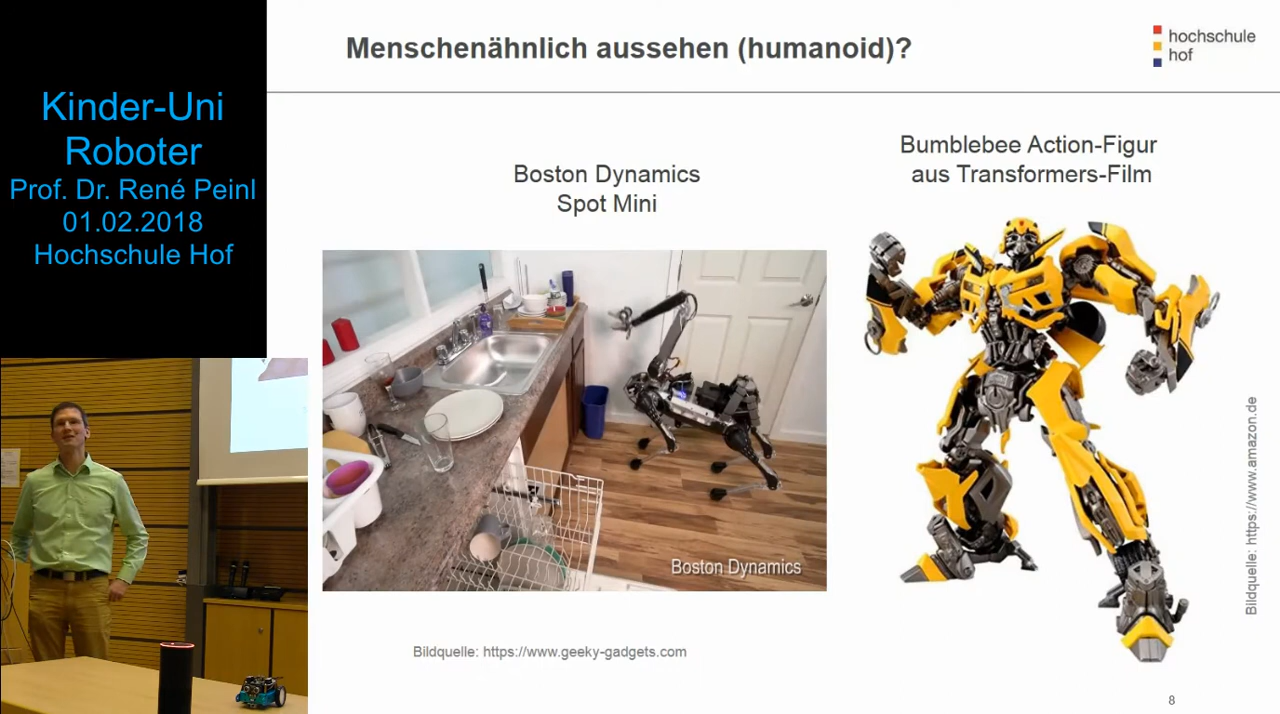 Kinder-Uni
Roboter
Prof. Dr. René Peinl
01.02.2018
Hochschule Hof
Menschenähnlich aussehen (humanoid)?
hochschule
hof
Boston Dynamics
Spot Mini
Boston Dynamics
Bildquelle: https://www.geeky-gadgets.com
Bumblebee Action-Figur
aus Transformers-Film
Bildquelle: https://www.amazon.de
8